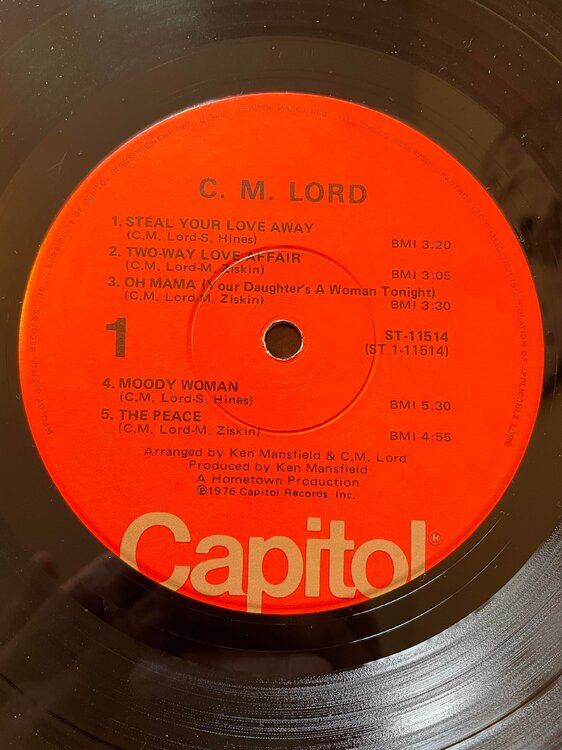 C. M. LORD
1. STEAL YOUR LOVE AWAY
(C.M. Lord-S. Hines) BMI 3:20
2. TWO-WAY LOVE AFFAIR
(C.M. Lord-M. Ziskin) BMI 3:05
3. OH MAMA (Your Daughter's A Woman Tonight)
(C.M. Lord-M. Ziskin) BMI 3:30
1
ST-11514
(ST 1-11514)
4. MOODY WOMAN
(C.M. Lord-S. Hines) BMI 5:30
5. THE PEACE
(C.M. Lord-M. Ziskin) BMI 4:55
Arranged by Ken Mansfield & C.M. Lord
Produced by Ken Mansfield
A Hometown Production
Ⓟ1976 Capitol Records, Inc.
Capitol®